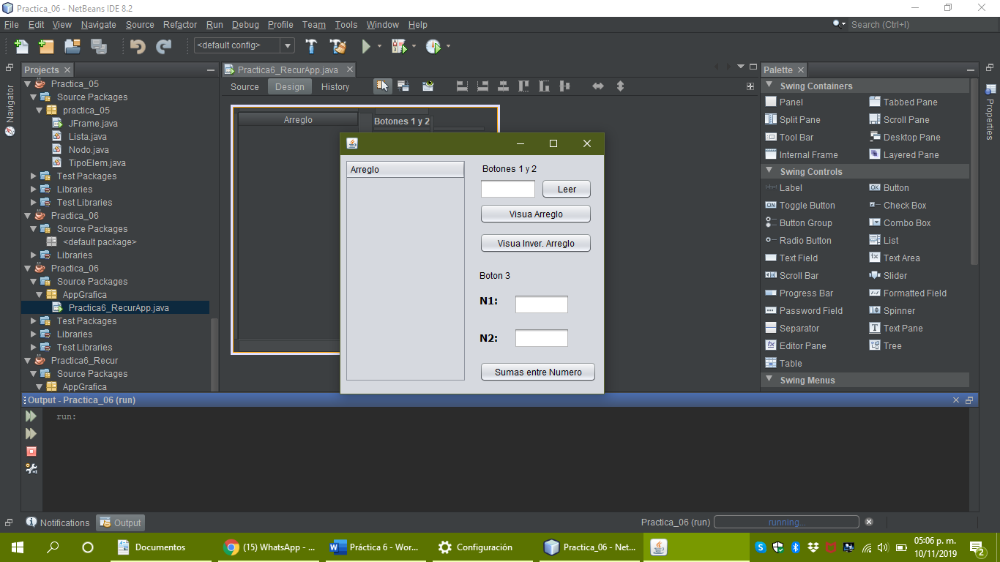 Practica_06 - NetBeans IDE 8.2
File Edit View Navigate Source Refactor Run Debug Profile Team Tools Window Help
Search (Ctrl+I)
<default config>
Projects
Navigator
Practica_05
Source Packages
practica_05
JFrame.java
Lista.java
Nodo.java
TipoElem.java
Test Packages
Libraries
Test Libraries
Practica_06
Source Packages
<default package>
Libraries
Practica_06
Source Packages
AppGrafica
Practica6_RecurApp.java
Test Packages
Libraries
Test Libraries
Practica6_Recur
Source Packages
AppGrafica
Practica6_RecurApp.java
Source Design History
Arreglo
Botones 1 y 2
Arreglo
Botones 1 y 2
Leer
Visua Arreglo
Visua Inver. Arreglo
Boton 3
N1:
N2:
Sumas entre Numero
Palette
Swing Containers
Panel Tabbed Pane
Split Pane Scroll Pane
Tool Bar Desktop Pane
Internal Frame Layered Pane
Swing Controls
Label Button
Toggle Button Check Box
Button Group Combo Box
Radio Button List
Text Field Text Area
Scroll Bar Slider
Progress Bar Formatted Field
Password Field Spinner
Separator Text Pane
Editor Pane Tree
Table
Swing Menus
Properties
Output - Practica_06 (run)
run:
Notifications Output
Practica_06 (run) running...
Documentos
(15) WhatsApp - ...
Práctica 6 - Wor...
Configuración
Practica_06 - Net...
05:06 p. m.
10/11/2019
2